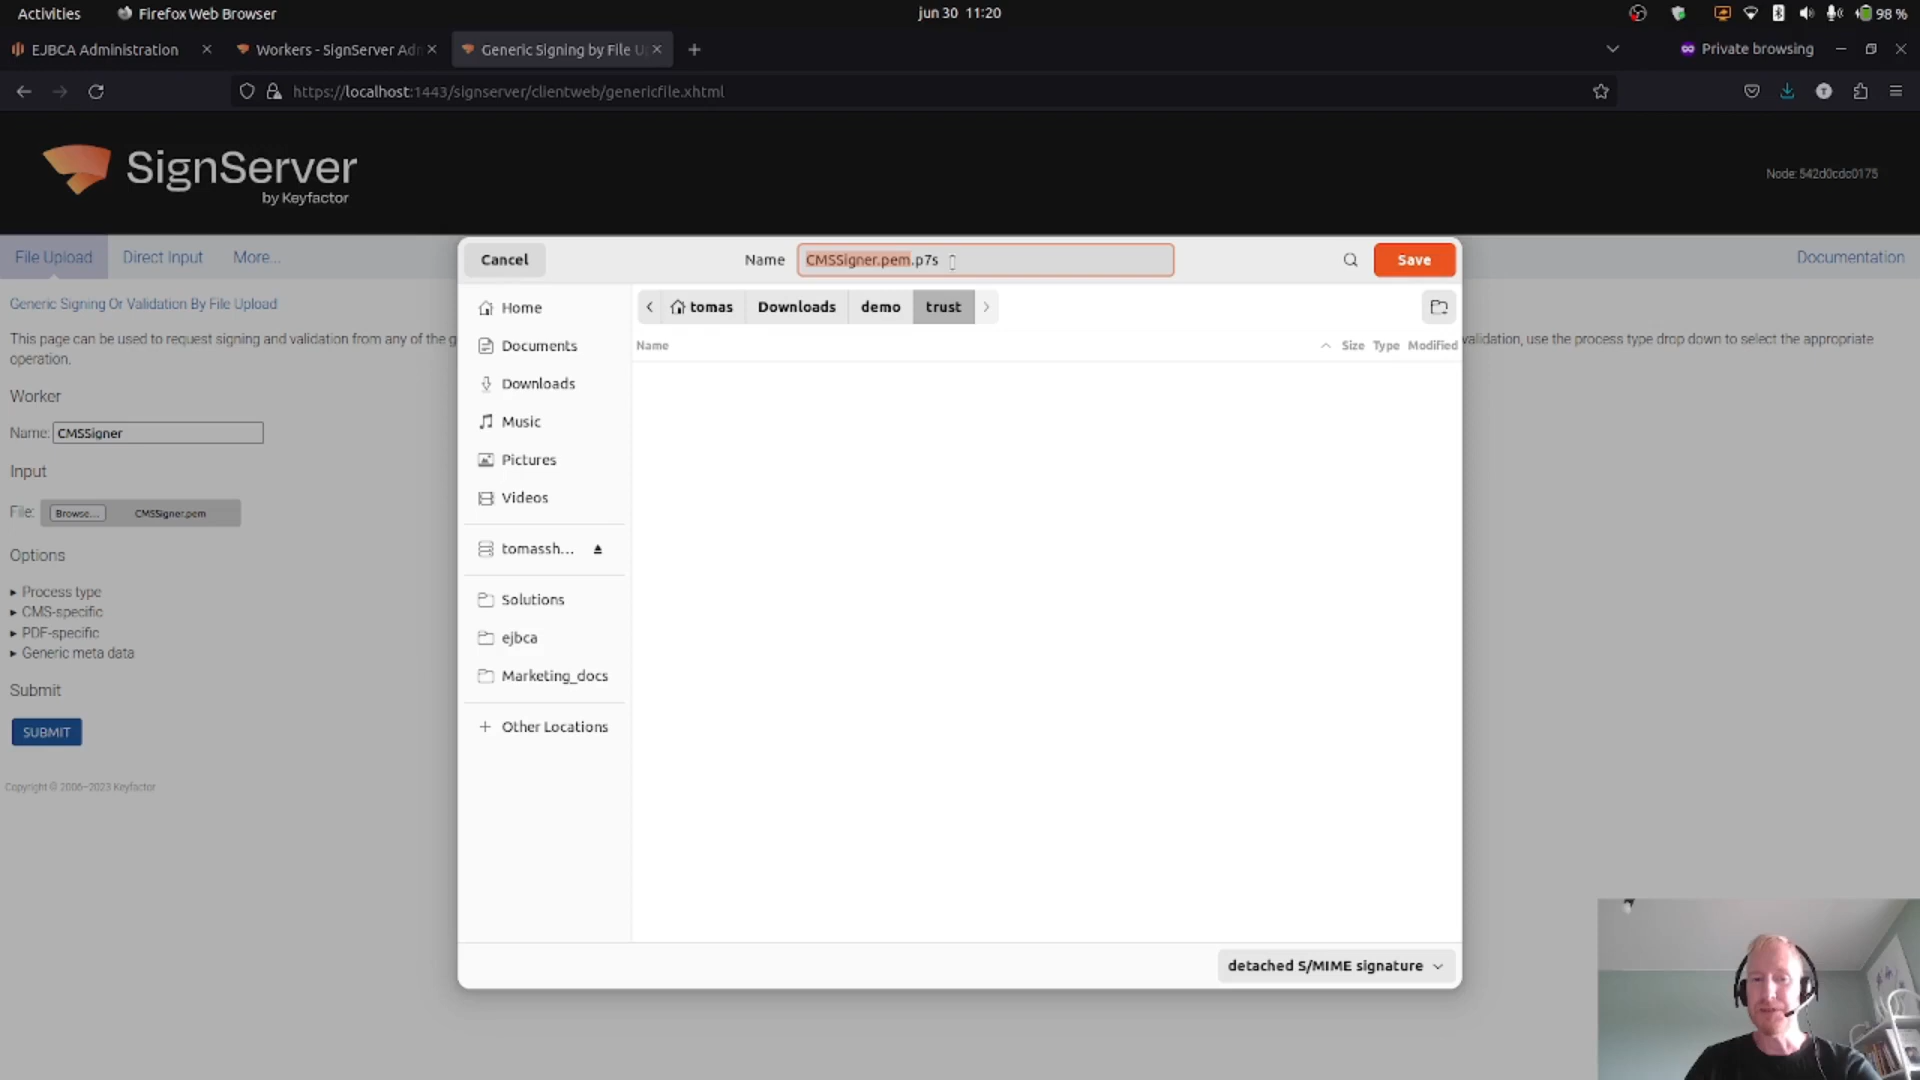 Activities
Firefox Web Browser
jun 30 11:20
98 %
EJBCA Administration
Workers - SignServer Adm
Generic Signing by File U
Private browsing
https://localhost:1443/signserver/clientweb/genericfile.xhtml
SignServer
by Keyfactor
Node: 542d0cdc0175
File Upload
Direct Input
More...
Documentation
Generic Signing Or Validation By File Upload
This page can be used to request signing and validation from any of the g
validation, use the process type drop down to select the appropriate
operation.
Worker
Name: CMSSigner
Input
File: Browse... CMSSigner.pem
Options
Process type
CMS-specific
PDF-specific
Generic meta data
Submit
SUBMIT
Copyright © 2006–2023 Keyfactor
Cancel
Name CMSSigner.pem.p7s
Save
Home
Documents
Downloads
Music
Pictures
Videos
tomassh...
Solutions
ejbca
Marketing_docs
Other Locations
tomas Downloads demo trust
Name Size Type Modified
detached S/MIME signature